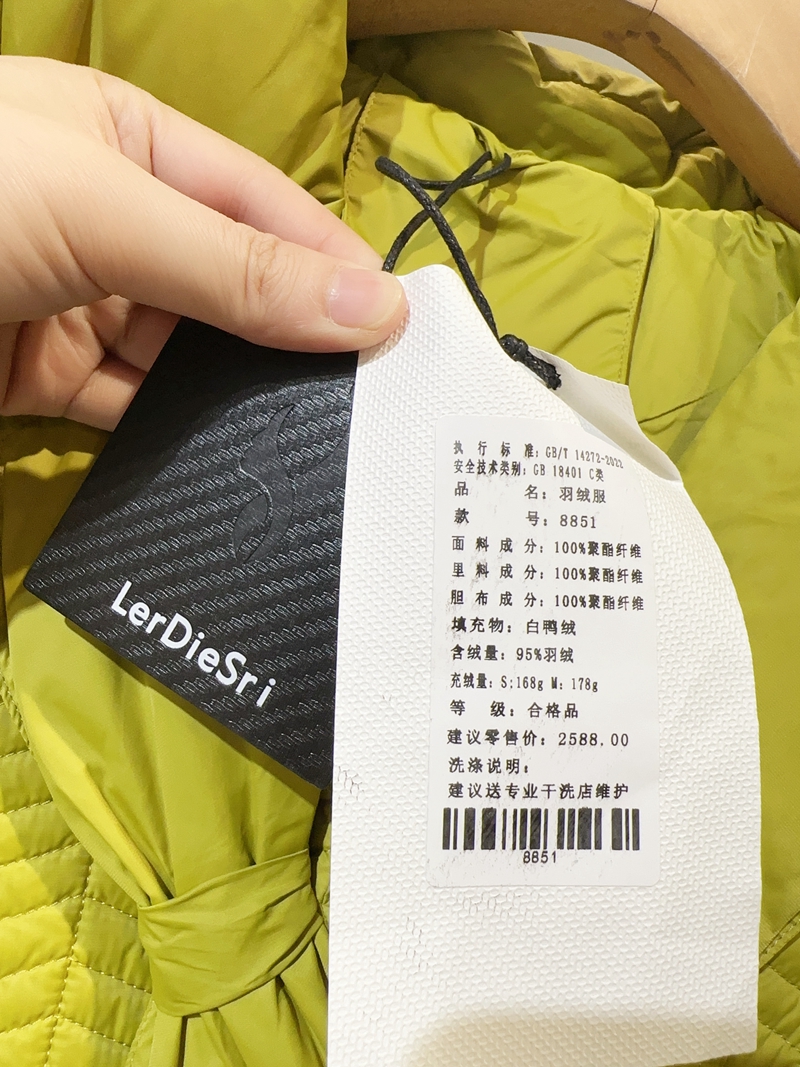 LerDieSri
执行标准：GB/T 14272-2022
安全技术类别：GB 18401 C类
品名：羽绒服
款号：8851
面料成分：100%聚酯纤维
里料成分：100%聚酯纤维
胆布成分：100%聚酯纤维
填充物：白鸭绒
含绒量：95%羽绒
充绒量：S:168g M：178g
等级：合格品
建议零售价：2588.00
洗涤说明：
建议送专业干洗店维护
8851